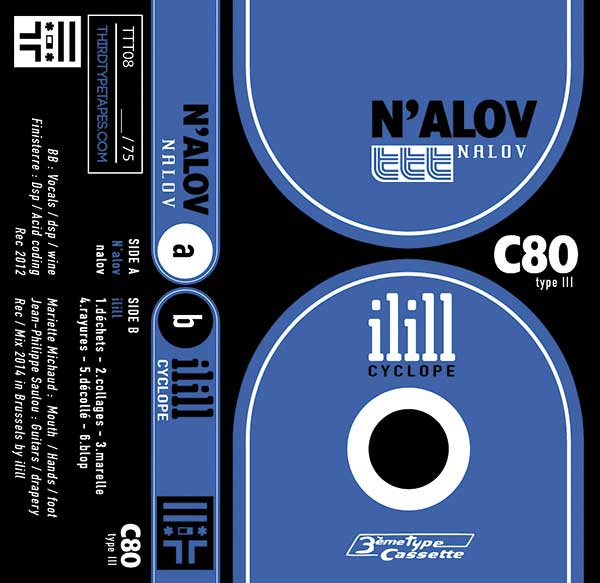 TTT08
___/75
THIRDTYPETAPES.COM
BB : Vocals / dsp / wine
Finisterre : Dsp / Acid coding
Rec 2012
SIDE A
N'alov
nalov
SIDE B
ilill
1.déchets - 2.collages - 3.marelle
4.rayures - 5.décollé - 6.blop
Mariette Michaud : Mouth / Hands / foot
Jean-Philippe Saulou : Guitars / drapery
Rec / Mix 2014 in Brussels by ilill
C80
type III
N'ALOV
NALOV
a
b
ilill
CYCLOPE
N'ALOV
ttt NALOV
C80
type III
ilill
CYCLOPE
3èmeType
Cassette